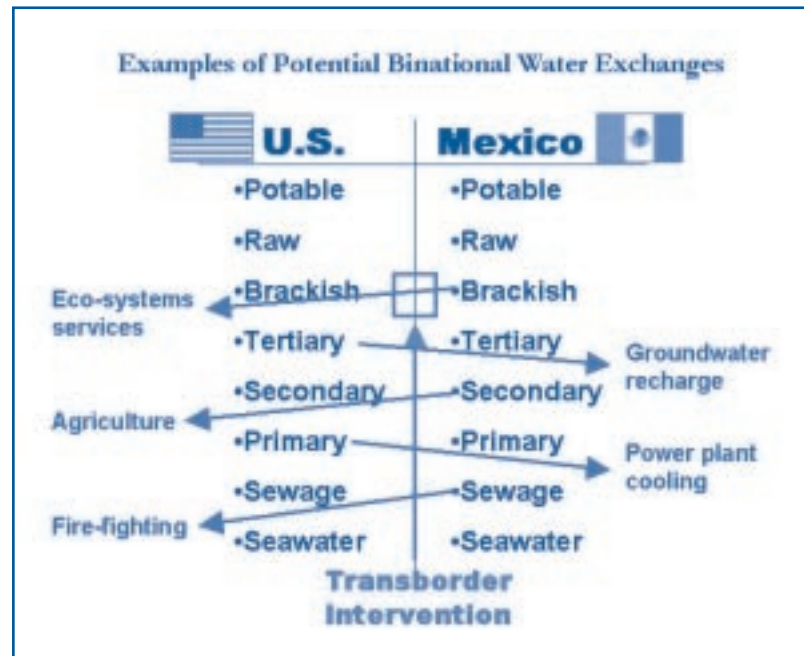 Examples of Potential Binational Water Exchanges
U.S. Mexico
•Potable •Potable
•Raw •Raw
•Brackish •Brackish
Eco-systems
services
•Tertiary •Tertiary
Groundwater
recharge
•Secondary •Secondary
Agriculture
•Primary •Primary
Power plant
cooling
•Sewage •Sewage
Fire-fighting
•Seawater •Seawater
Transborder
Intervention